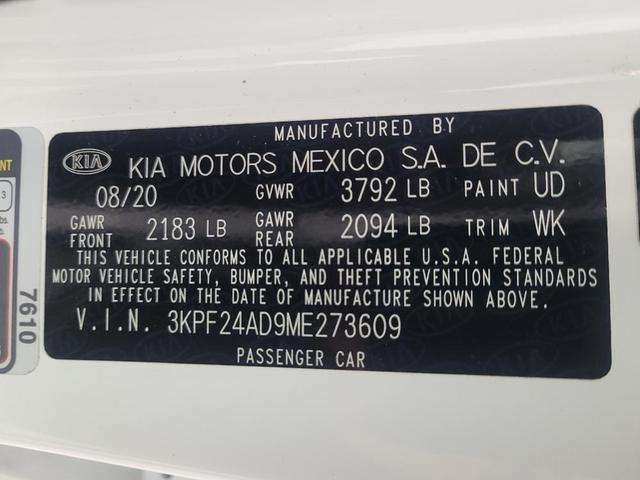 MANUFACTURED BY
KIA KIA MOTORS MEXICO S.A. DE C.V.
08/20 GVWR 3792 LB PAINT UD
GAWR FRONT 2183 LB GAWR REAR 2094 LB TRIM WK
THIS VEHICLE CONFORMS TO ALL APPLICABLE U.S.A. FEDERAL
MOTOR VEHICLE SAFETY, BUMPER, AND THEFT PREVENTION STANDARDS
IN EFFECT ON THE DATE OF MANUFACTURE SHOWN ABOVE.
V.I.N. 3KPF24AD9ME273609
PASSENGER CAR
7610
3